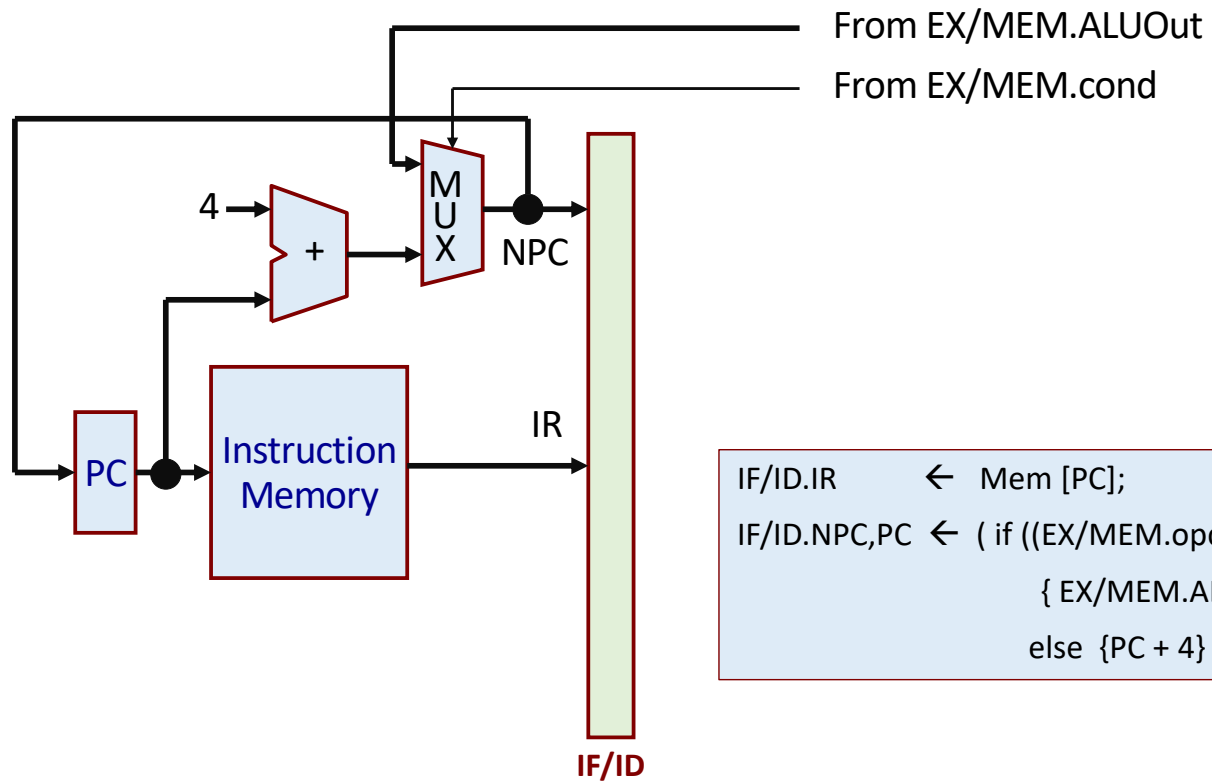 From EX/MEM.ALUOut
From EX/MEM.cond
M
U
X
4
+
NPC
PC
Instruction
Memory
IR
IF/ID.IR ← Mem [PC];
IF/ID.NPC,PC ← ( if ((EX/MEM.opc
{ EX/MEM.AL
else {PC + 4}
IF/ID